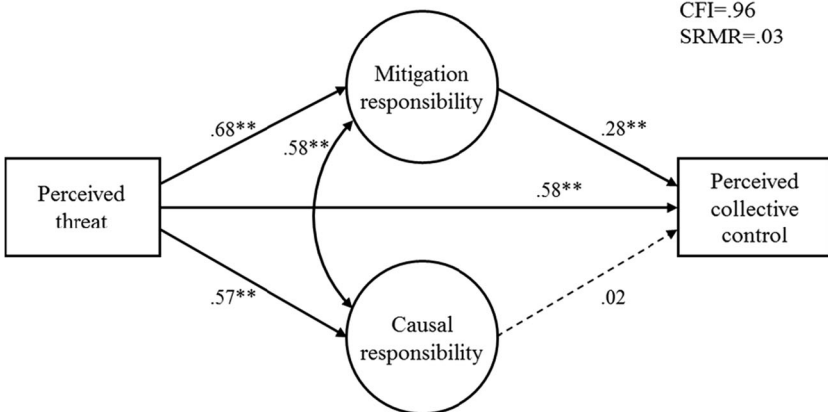 CFI=.96
SRMR=.03
Mitigation
responsibility
.68**
.58**
.28**
Perceived
threat
.58**
Perceived
collective
control
.57**
.02
Causal
responsibility